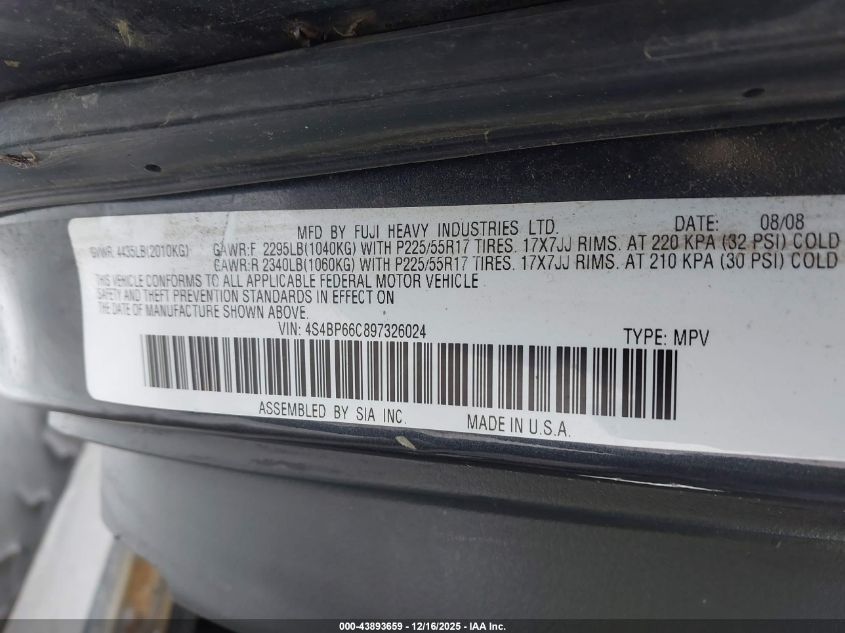 MFD BY FUJI HEAVY INDUSTRIES LTD. DATE: 08/08
GVWR 4435LB(2010KG) GAWR:F 2295LB(1040KG) WITH P225/55R17 TIRES. 17X7JJ RIMS. AT 220 KPA (32 PSI) COLD
GAWR:R 2340LB(1060KG) WITH P225/55R17 TIRES. 17X7JJ RIMS. AT 210 KPA (30 PSI) COLD
THIS VEHICLE CONFORMS TO ALL APPLICABLE FEDERAL MOTOR VEHICLE
SAFETY AND THEFT PREVENTION STANDARDS IN EFFECT ON
THE DATE OF MANUFACTURE SHOWN ABOVE.
VIN: 4S4BP66C897326024 TYPE: MPV
ASSEMBLED BY SIA INC. MADE IN U.S.A.
000-43893659 - 12/16/2025 - IAA Inc.